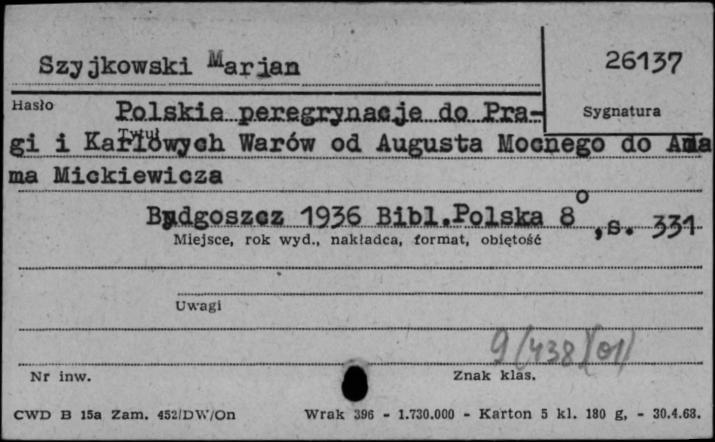 Szyjkowski Marjan
26137
Hasło
Sygnatura
Polskie peregrynacje do Pra-
Tytuł
gi i Karlowych Warów od Augusta Mocnego do Ada
ma Mickiewicza
Bydgoszcz 1936 Bibl.Polska 8°, s. 331
Miejsce, rok wyd., nakładca, format, objętość
Uwagi
9(438)(01)
Nr inw.
Znak klas.
CWD B 15a Zam. 452/DW/On Wrak 396 - 1.730.000 - Karton 5 kl. 180 g, - 30.4.68.